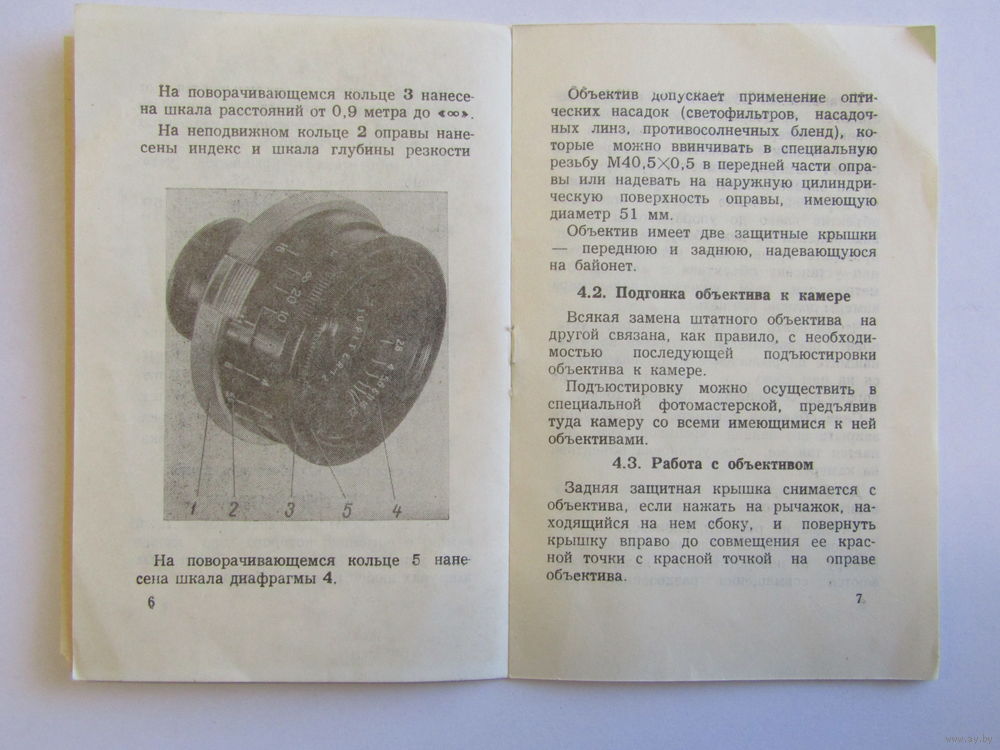 На поворачивающемся кольце 3 нанесе-
на шкала расстояний от 0,9 метра до «∞».
На неподвижном кольце 2 оправы нане-
сены индекс и шкала глубины резкости
1 2 3 5 4
На поворачивающемся кольце 5 нане-
сена шкала диафрагмы 4.
6
Объектив допускает применение опти-
ческих насадок (светофильтров, насадоч-
ных линз, противосолнечных бленд), ко-
торые можно ввинчивать в специальную
резьбу М40,5×0,5 в передней части опра-
вы или надевать на наружную цилиндри-
ческую поверхность оправы, имеющую
диаметр 51 мм.
Объектив имеет две защитные крышки
— переднюю и заднюю, надевающуюся
на байонет.
4.2. Подгонка объектива к камере
Всякая замена штатного объектива на
другой связана, как правило, с необходи-
мостью последующей подъюстировки
объектива к камере.
Подъюстировку можно осуществить в
специальной фотомастерской, предъявив
туда камеру со всеми имеющимися к ней
объективами.
4.3. Работа с объективом
Задняя защитная крышка снимается с
объектива, если нажать на рычажок, на-
ходящийся на нем сбоку, и повернуть
крышку вправо до совмещения ее крас-
ной точки с красной точкой на оправе
объектива.
7
www.ay.by